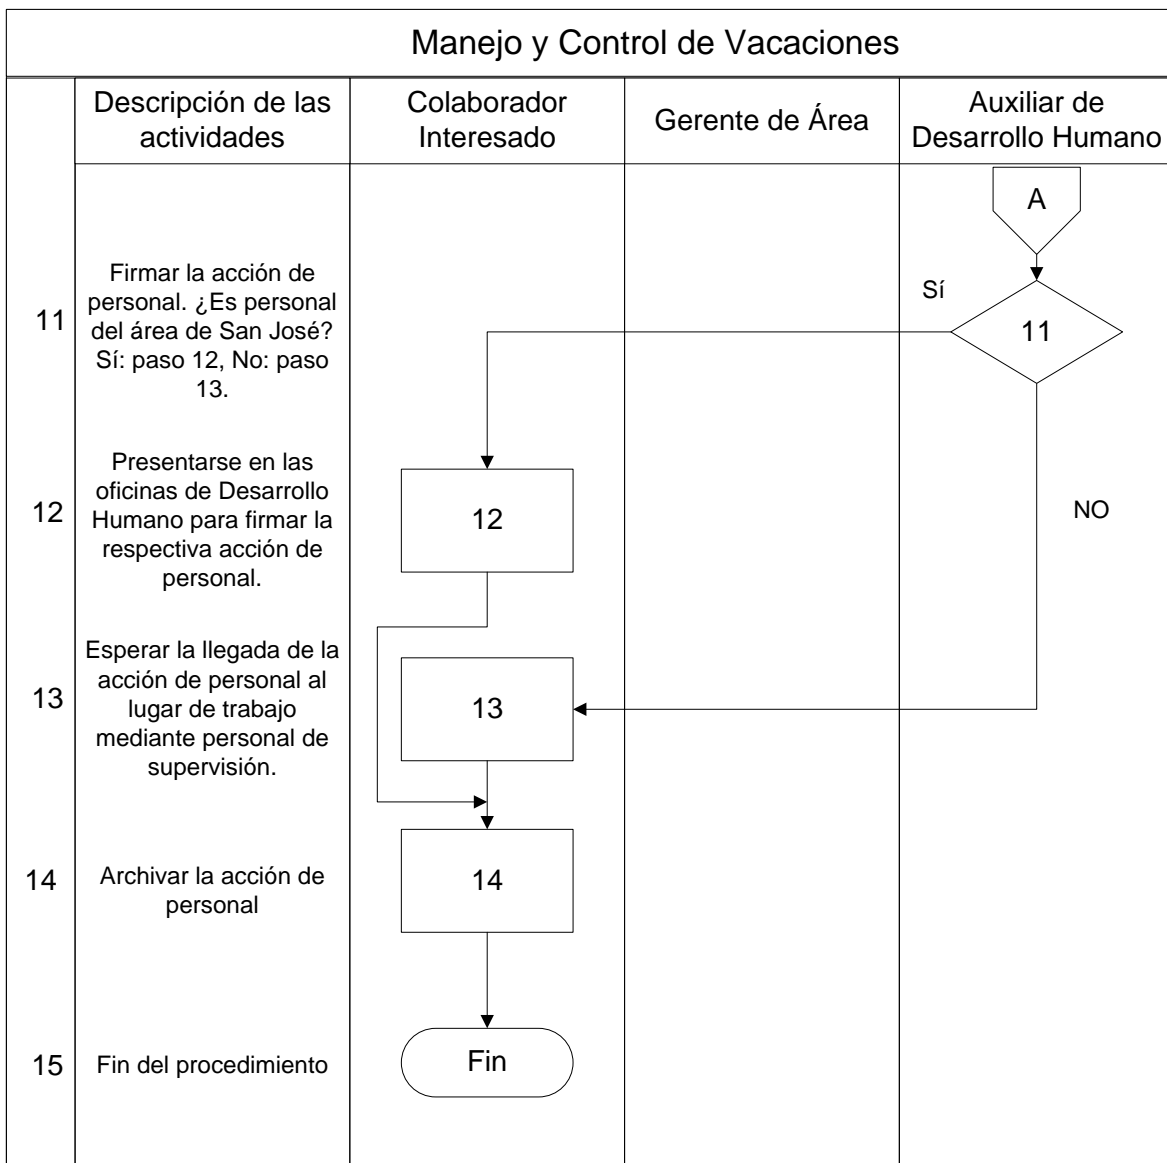 Manejo y Control de Vacaciones
Descripción de las
actividades
Colaborador
Interesado
Gerente de Área
Auxiliar de
Desarrollo Humano
A
11
Firmar la acción de
personal. ¿Es personal
del área de San José?
Sí: paso 12, No: paso
13.
Sí
11
12
Presentarse en las
oficinas de Desarrollo
Humano para firmar la
respectiva acción de
personal.
12
NO
13
Esperar la llegada de la
acción de personal al
lugar de trabajo
mediante personal de
supervisión.
13
14
Archivar la acción de
personal
14
15
Fin del procedimiento
Fin